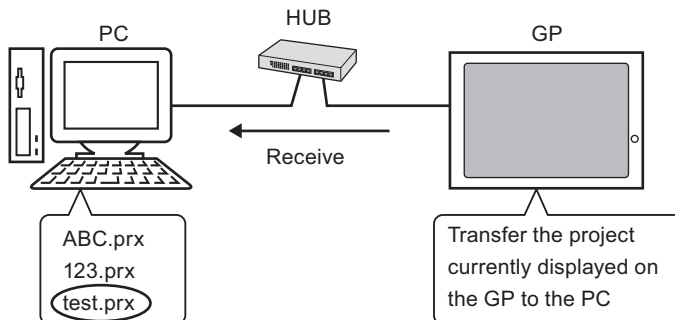 HUB
PC
GP
Receive
ABC.prx
123.prx
test.prx
Transfer the project
currently displayed on
the GP to the PC